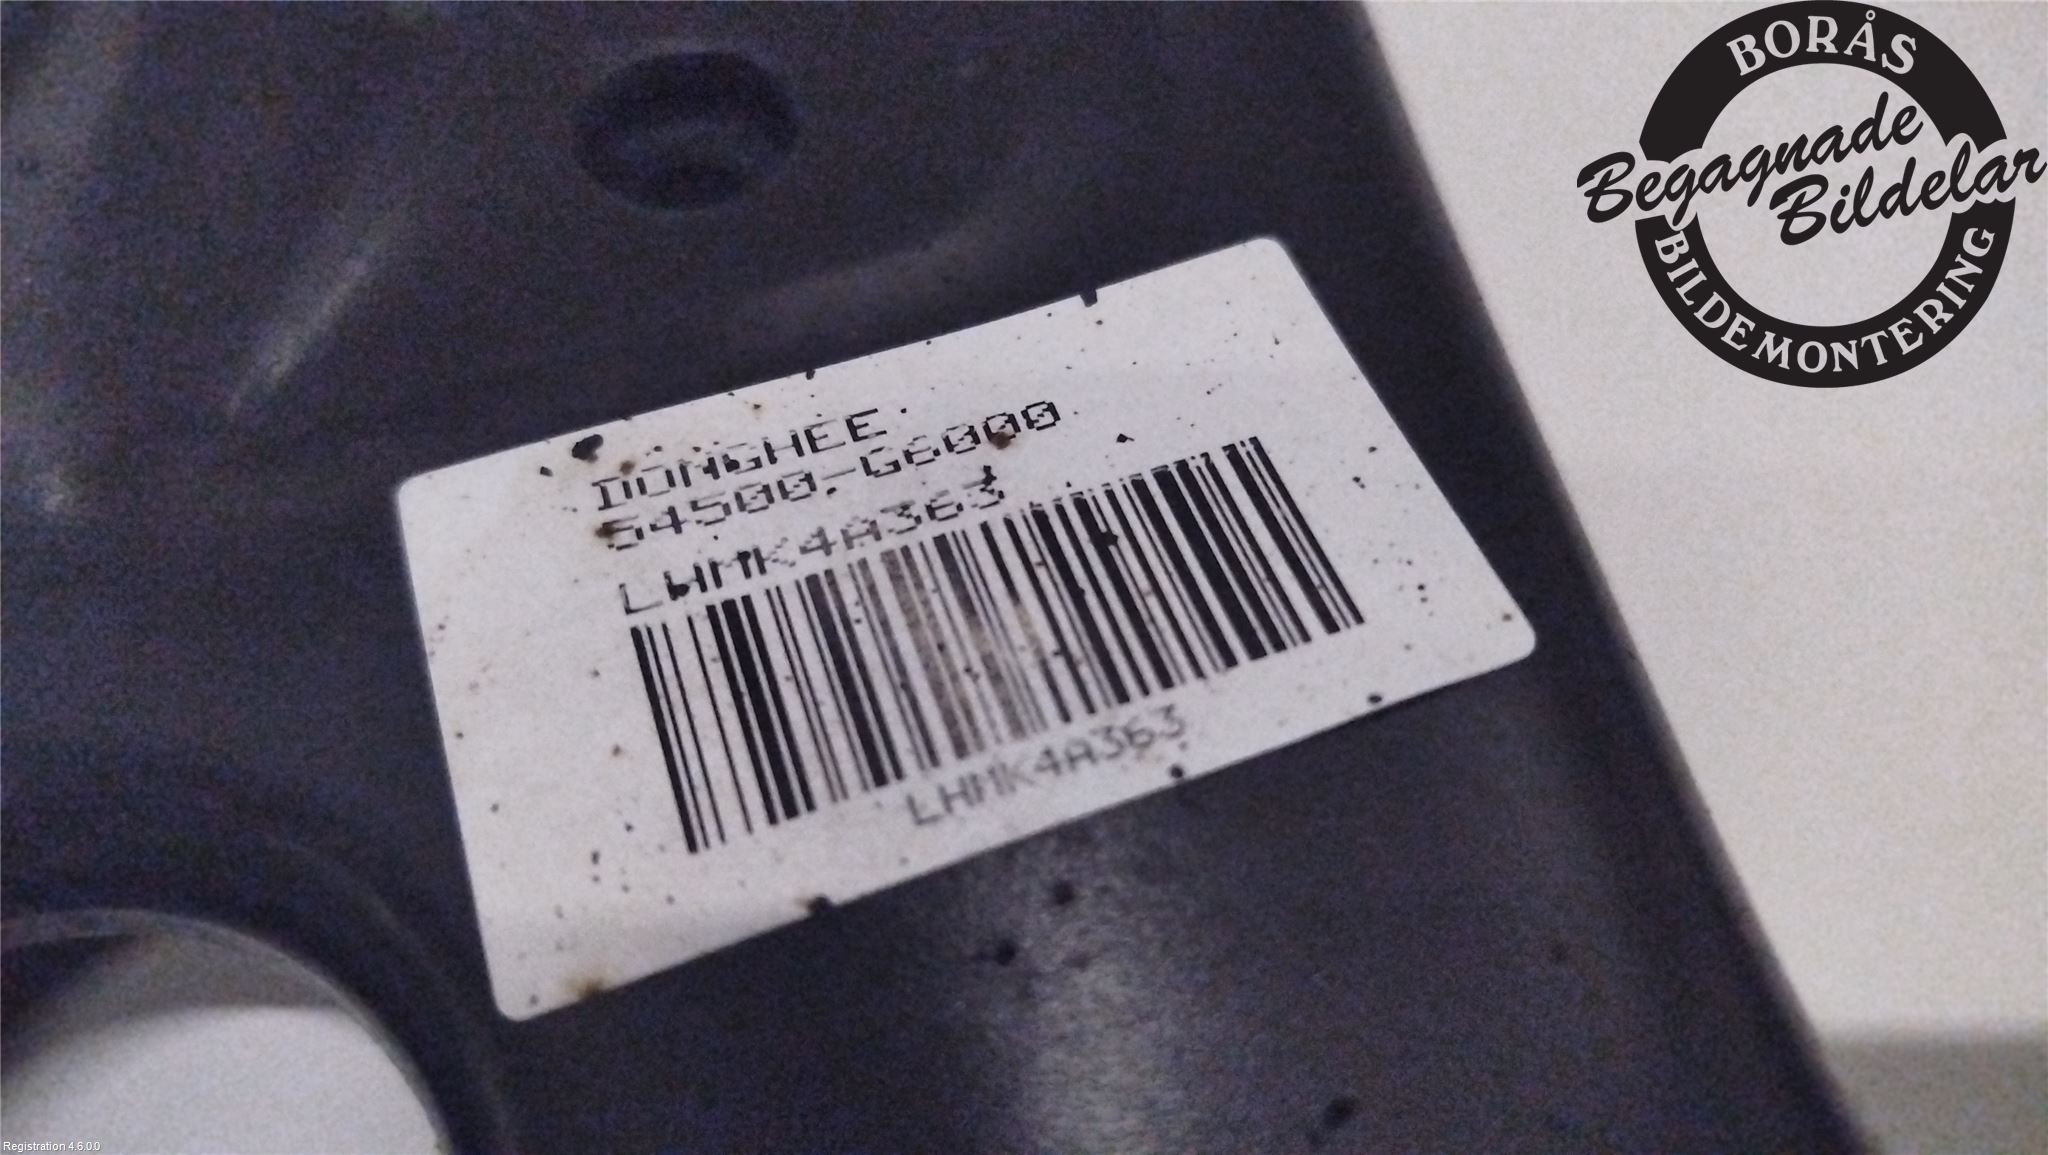 BORÅS
Begagnade
Bildelar
BILDEMONTERING
DONGHEE
54500-G6000
LHMK4A363
LHMK4A363
Registration 4.6.0.0